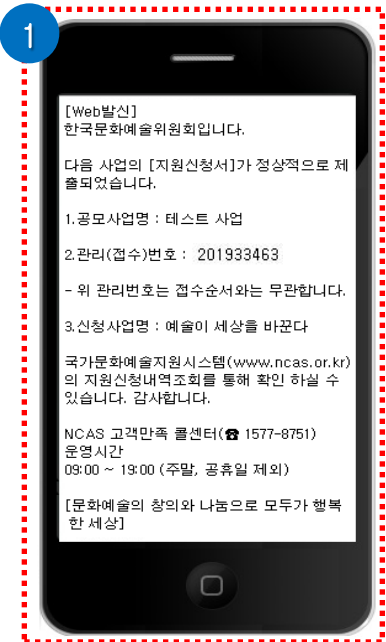 1
[Web발신]
한국문화예술위원회입니다.
다음 사업의 [지원신청서]가 정상적으로 제
출되었습니다.
1.공모사업명 : 테스트 사업
2.관리(접수)번호 : 201933463
- 위 관리번호는 접수순서와는 무관합니다.
3.신청사업명 : 예술이 세상을 바꾼다
국가문화예술지원시스템(www.ncas.or.kr)
의 지원신청내역조회를 통해 확인 하실 수
있습니다. 감사합니다.
NCAS 고객만족 콜센터(☎ 1577-8751)
운영시간
09:00 ~ 19:00 (주말, 공휴일 제외)
[문화예술의 창의와 나눔으로 모두가 행복
한 세상]